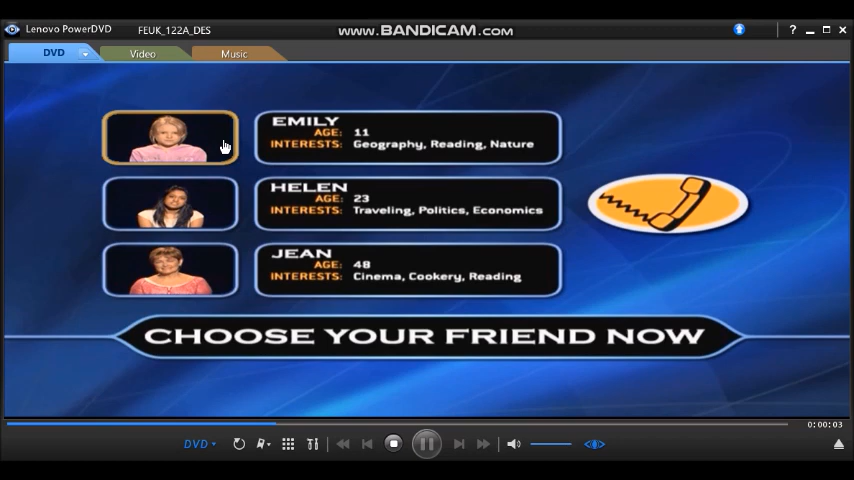 Lenovo PowerDVD
FEUK_122A_DES
www.BANDICAM.com
?
DVD
Video
Music
EMILY
AGE: 11
INTERESTS: Geography, Reading, Nature
HELEN
AGE: 23
INTERESTS: Traveling, Politics, Economics
JEAN
AGE: 48
INTERESTS: Cinema, Cookery, Reading
CHOOSE YOUR FRIEND NOW
0:00:03
DVD